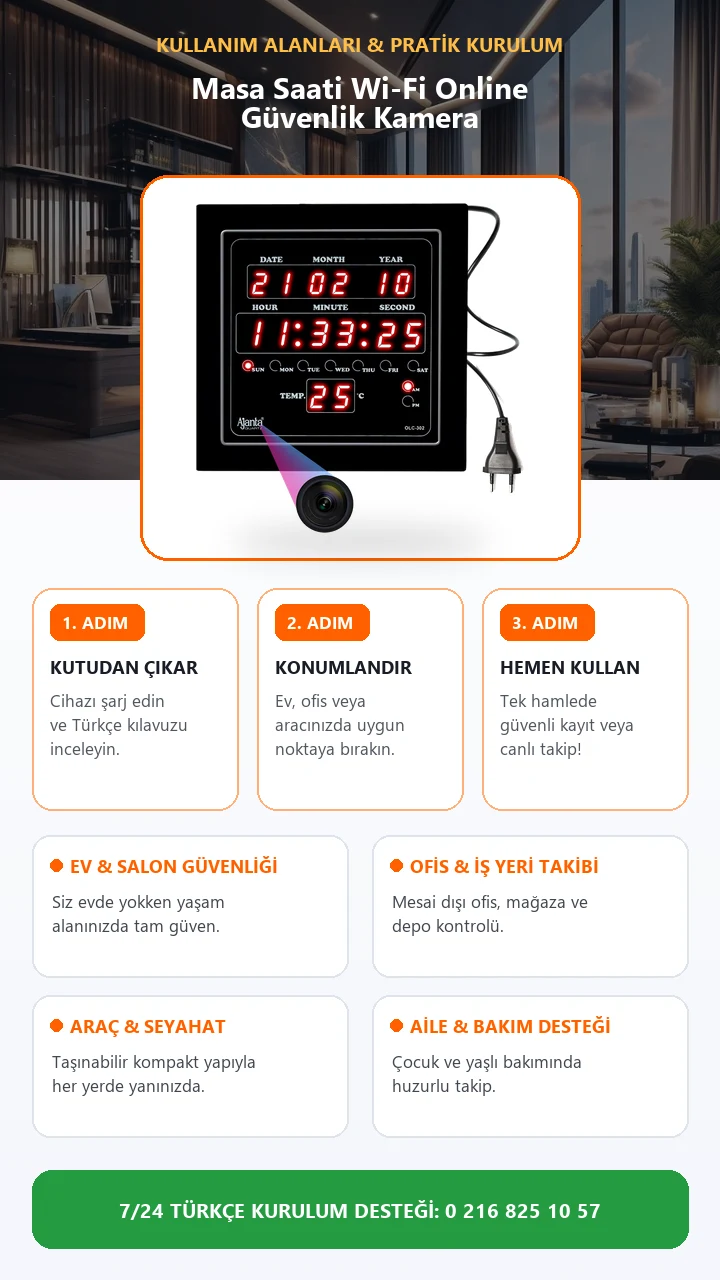 KULLANIM ALANLARI & PRATİK KURULUM
Masa Saati Wi-Fi Online
Güvenlik Kamera
DATE MONTH YEAR
21 02 10
HOUR MINUTE SECOND
11:33:25
SUN MON TUE WED THU FRI SAT
TEMP. 25 °C
AM
PM
Ajanta
QUARTZ
OLC-302
1. ADIM
KUTUDAN ÇIKAR
Cihazı şarj edin
ve Türkçe kılavuzu
inceleyin.
2. ADIM
KONUMLANDIR
Ev, ofis veya
aracınızda uygun
noktaya bırakın.
3. ADIM
HEMEN KULLAN
Tek hamlede
güvenli kayıt veya
canlı takip!
EV & SALON GÜVENLİĞİ
Siz evde yokken yaşam
alanınızda tam güven.
OFİS & İŞ YERİ TAKİBİ
Mesai dışı ofis, mağaza ve
depo kontrolü.
ARAÇ & SEYAHAT
Taşınabilir kompakt yapıyla
her yerde yanınızda.
AİLE & BAKIM DESTEĞİ
Çocuk ve yaşlı bakımında
huzurlu takip.
7/24 TÜRKÇE KURULUM DESTEĞİ: 0 216 825 10 57